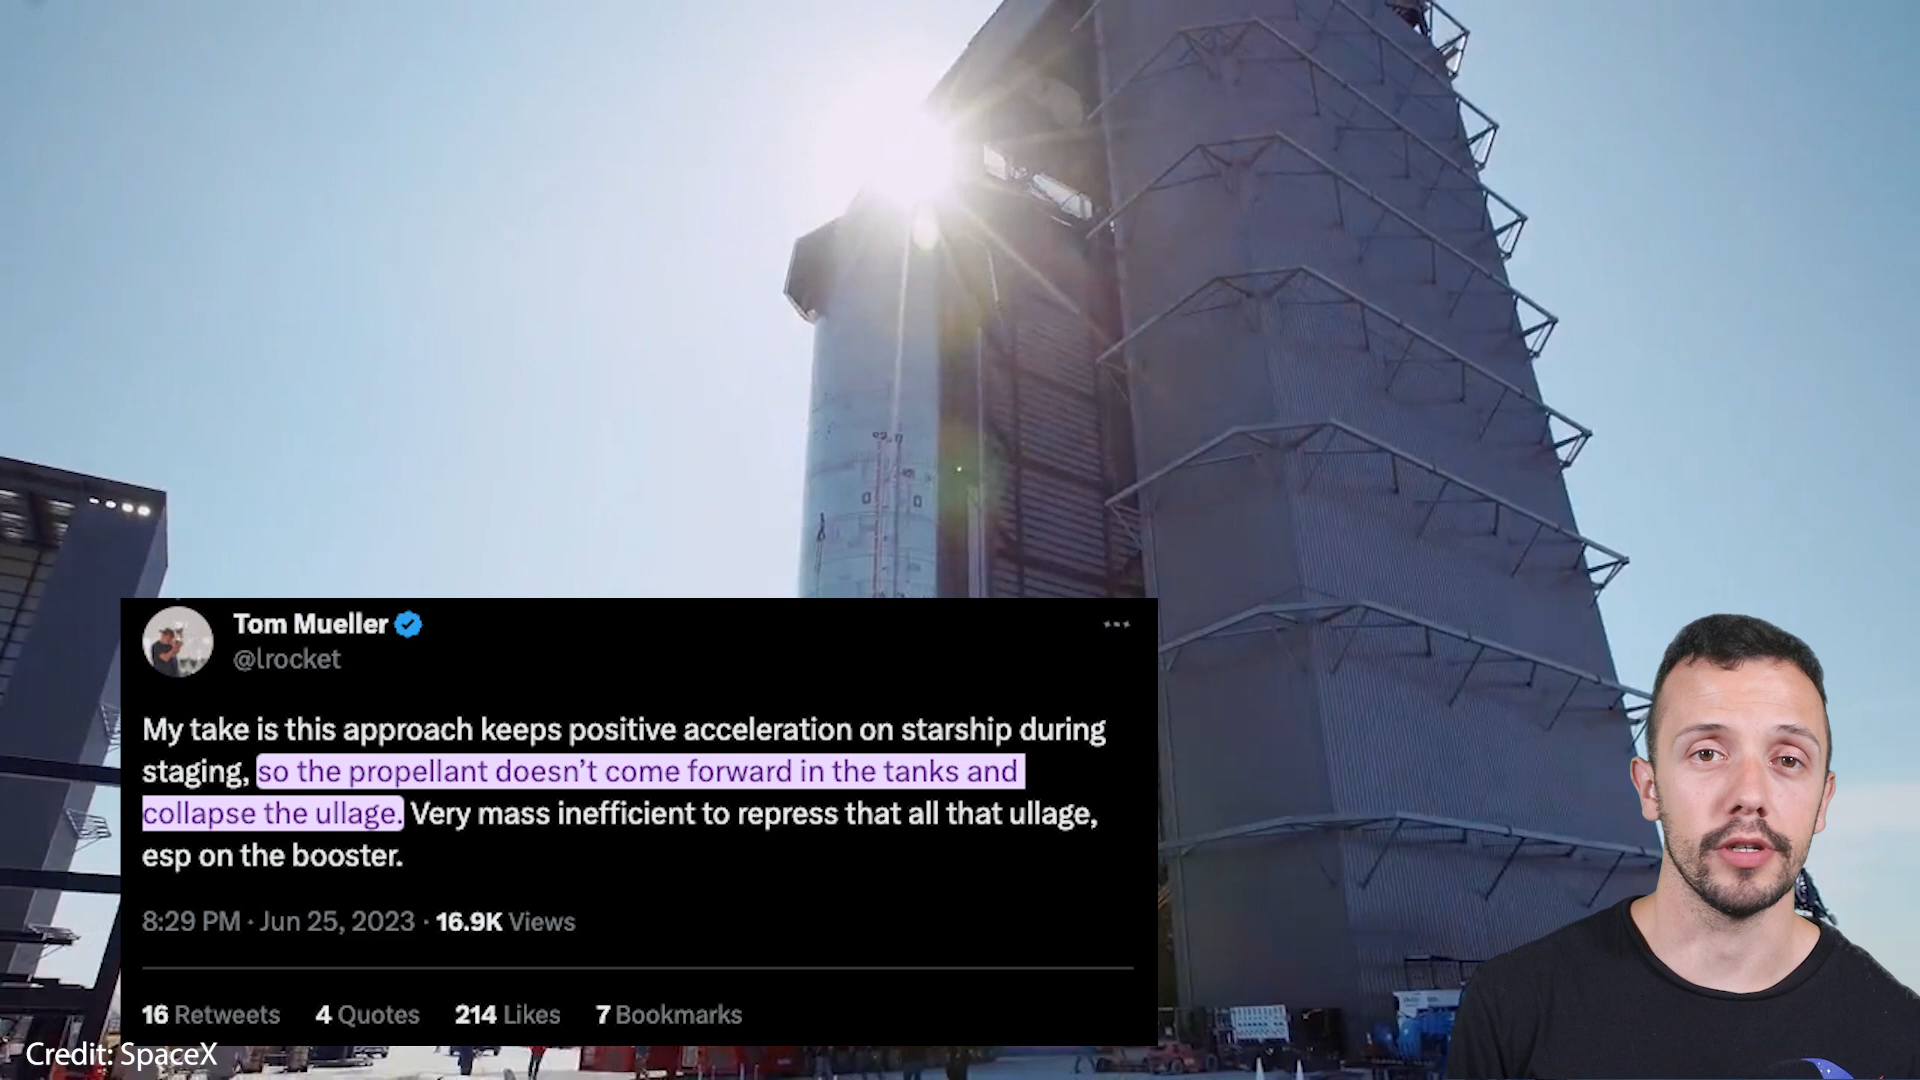 Tom Mueller
@lrocket
My take is this approach keeps positive acceleration on starship during
staging, so the propellant doesn’t come forward in the tanks and
collapse the ullage. Very mass inefficient to repress that all that ullage,
esp on the booster.
8:29 PM · Jun 25, 2023 · 16.9K Views
16 Retweets 4 Quotes 214 Likes 7 Bookmarks
Credit: SpaceX